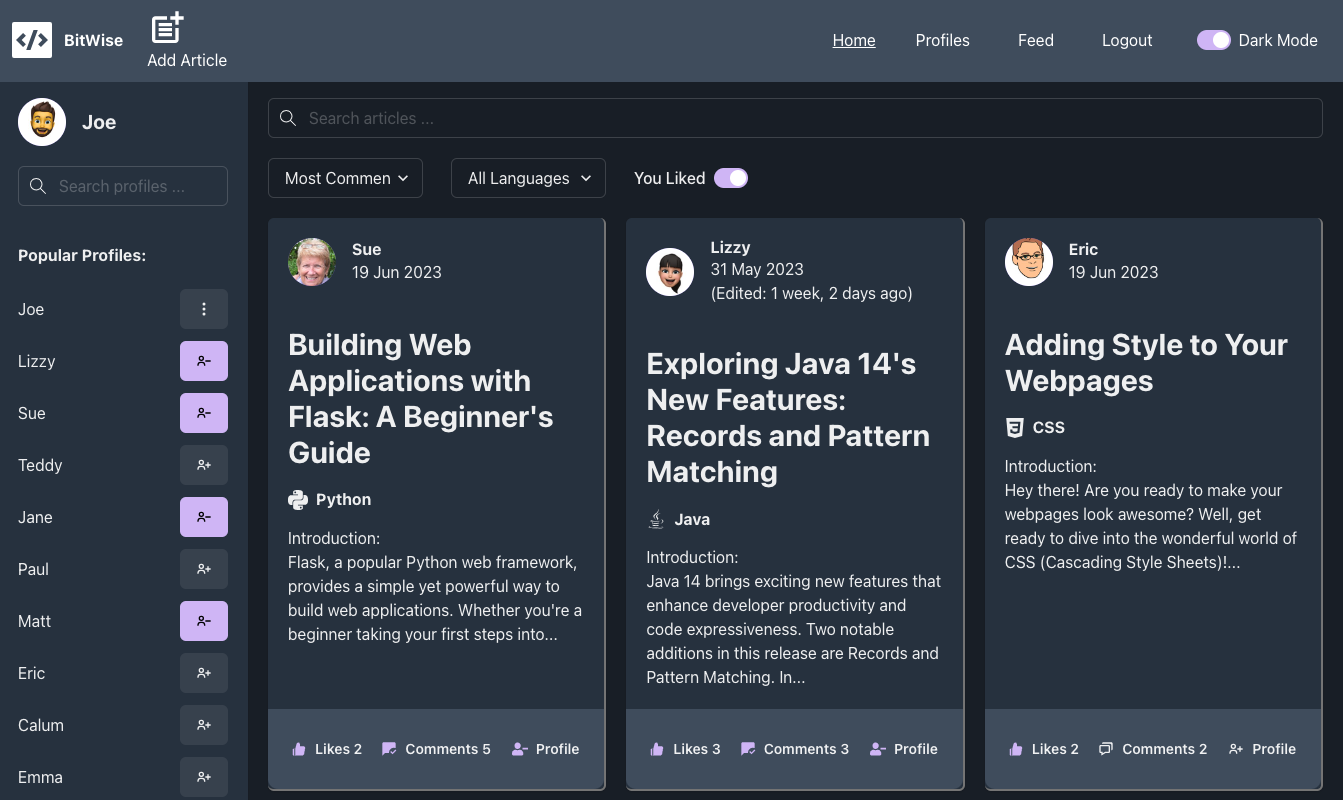 BitWise
Add Article
Home
Profiles
Feed
Logout
Dark Mode
Joe
Search profiles ...
Popular Profiles:
Joe
Lizzy
Sue
Teddy
Jane
Paul
Matt
Eric
Calum
Emma
Search articles ...
Most Commen
All Languages
You Liked
Sue
19 Jun 2023
Building Web
Applications with
Flask: A Beginner's
Guide
Python
Introduction:
Flask, a popular Python web framework,
provides a simple yet powerful way to
build web applications. Whether you're a
beginner taking your first steps into...
Likes 2
Comments 5
Profile
Lizzy
31 May 2023
(Edited: 1 week, 2 days ago)
Exploring Java 14's
New Features:
Records and Pattern
Matching
Java
Introduction:
Java 14 brings exciting new features that
enhance developer productivity and
code expressiveness. Two notable
additions in this release are Records and
Pattern Matching. In...
Likes 3
Comments 3
Profile
Eric
19 Jun 2023
Adding Style to Your
Webpages
CSS
Introduction:
Hey there! Are you ready to make your
webpages look awesome? Well, get
ready to dive into the wonderful world of
CSS (Cascading Style Sheets)!...
Likes 2
Comments 2
Profile